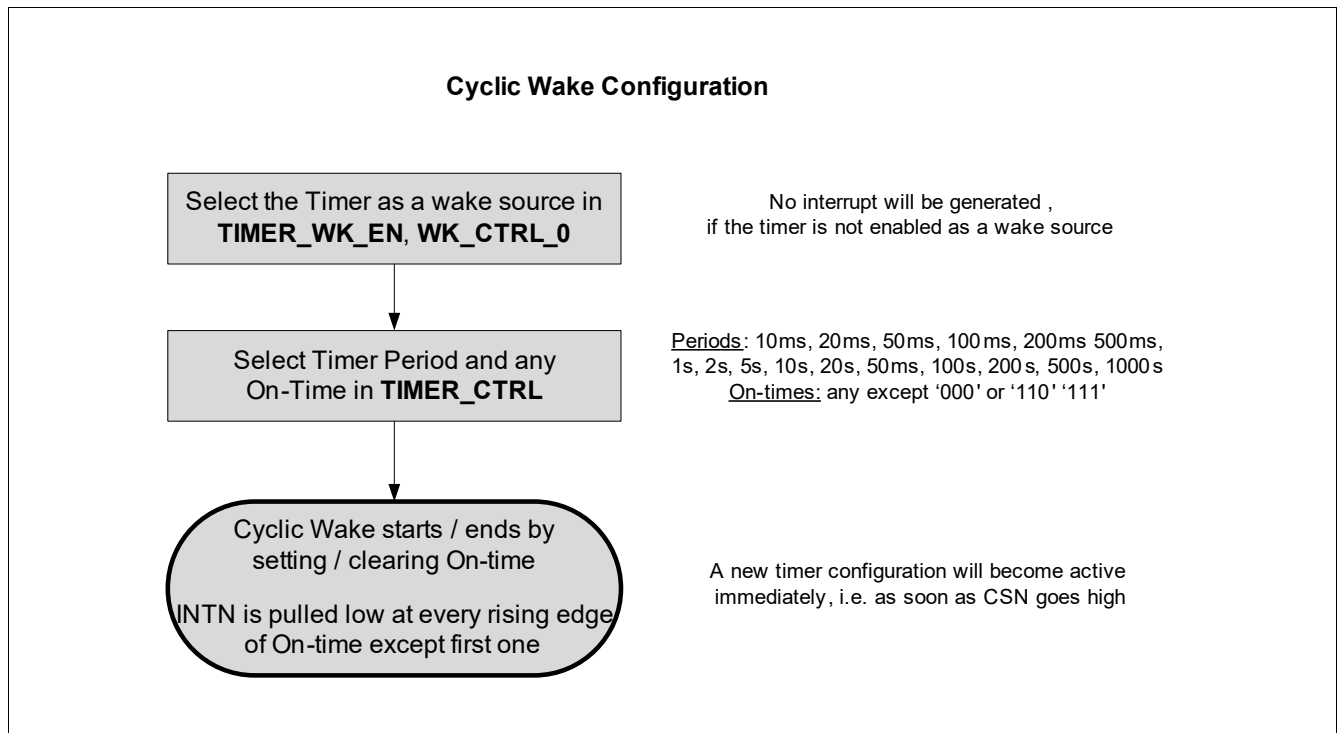 Cyclic Wake Configuration
Select the Timer as a wake source in
TIMER_WK_EN, WK_CTRL_0
No interrupt will be generated ,
if the timer is not enabled as a wake source
Select Timer Period and any
On-Time in TIMER_CTRL
Periods: 10ms, 20ms, 50ms, 100ms, 200ms 500ms,
1s, 2s, 5s, 10s, 20s, 50ms, 100s, 200s, 500s, 1000s
On-times: any except ‘000' or ‘110' ‘111'
Cyclic Wake starts / ends by
setting / clearing On-time
INTN is pulled low at every rising edge
of On-time except first one
A new timer configuration will become active
immediately, i.e. as soon as CSN goes high